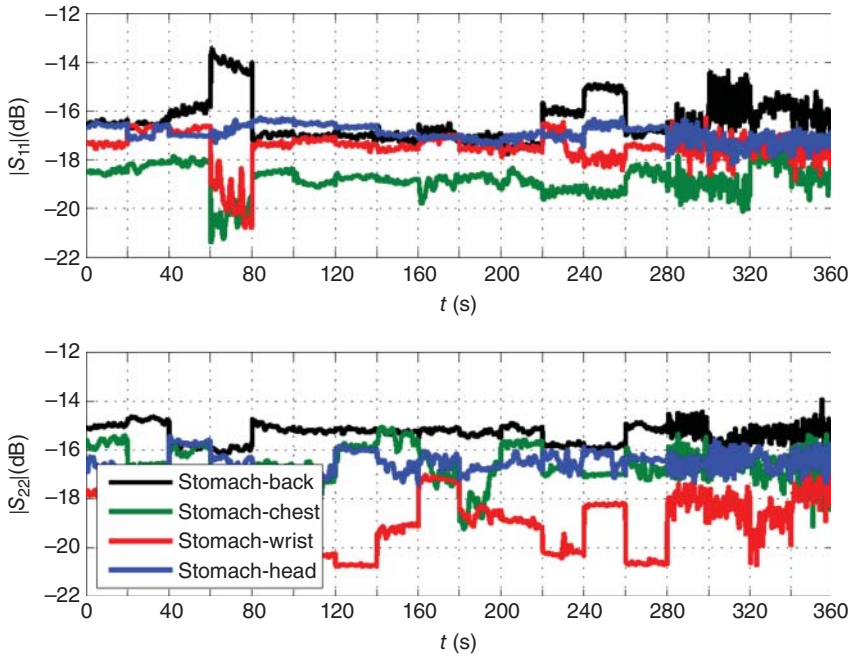 −12
−14
−16
−18
−20
−22
|S11|(dB)
0 40 80 120 160 200 240 280 320 360
t (s)
−12
−14
−16
−18
−20
−22
|S22|(dB)
Stomach-back
Stomach-chest
Stomach-wrist
Stomach-head
0 40 80 120 160 200 240 280 320 360
t (s)